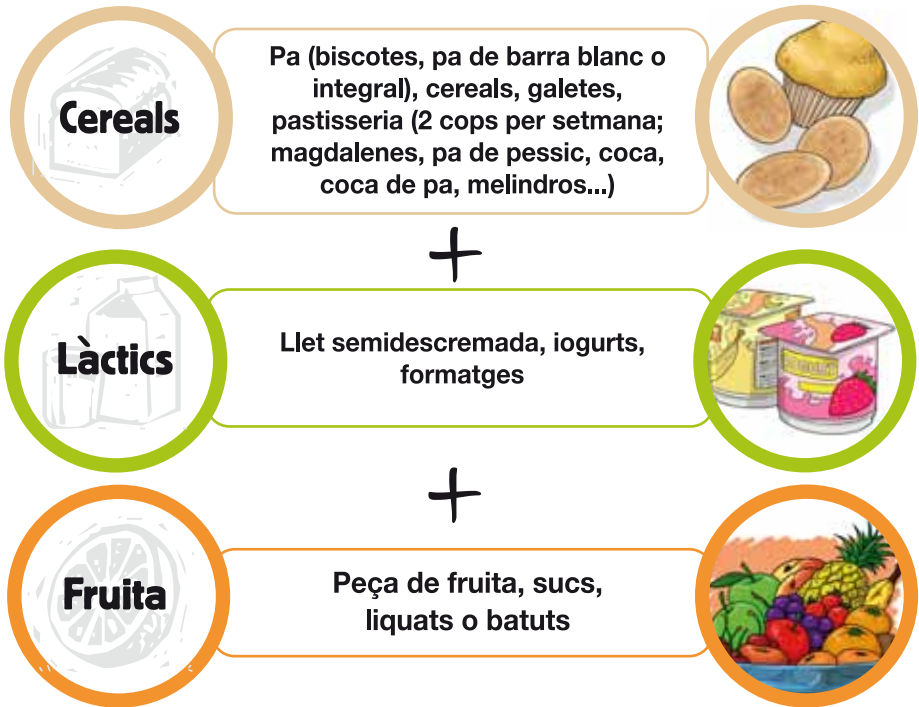 Cereals
Pa (biscotes, pa de barra blanc o
integral), cereals, galetes,
pastisseria (2 cops per setmana;
magdalenes, pa de pessic, coca,
coca de pa, melindros...)
+
Làctics
Llet semidescremada, iogurts,
formatges
+
Fruita
Peça de fruita, sucs,
liquats o batuts